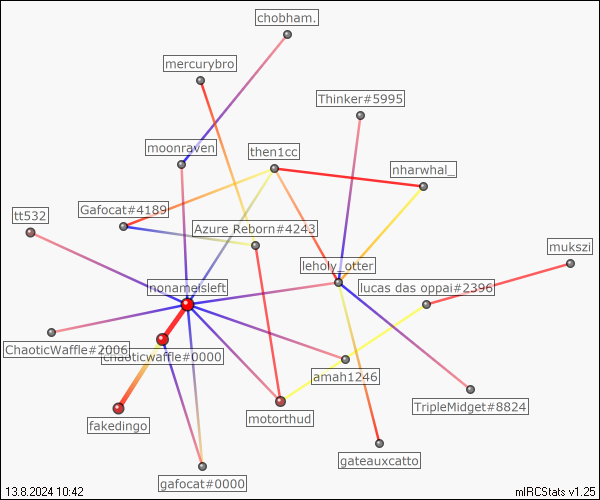 chobham.
mercurybro
Thinker#5995
moonraven
then1cc
nharwhal_
Gafocat#4189
tt532
Azure Reborn#4243
mukszi
leholy_otter
nonameisleft
lucas das oppai#2396
ChaoticWaffle#2006
chaoticwaffle#0000
amah1246
TripleMidget#8824
fakedingo
motorthud
gateauxcatto
gafocat#0000
13.8.2024 10:42
mIRCStats v1.25